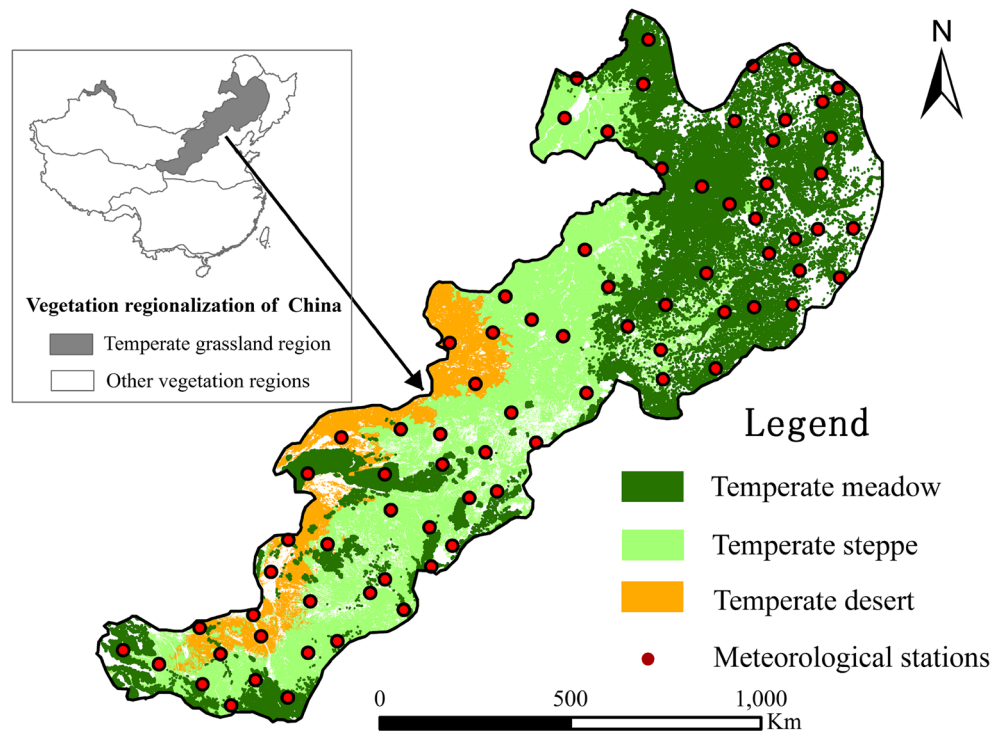 N
Vegetation regionalization of China
Temperate grassland region
Other vegetation regions
Legend
Temperate meadow
Temperate steppe
Temperate desert
Meteorological stations
0 500 1,000
Km